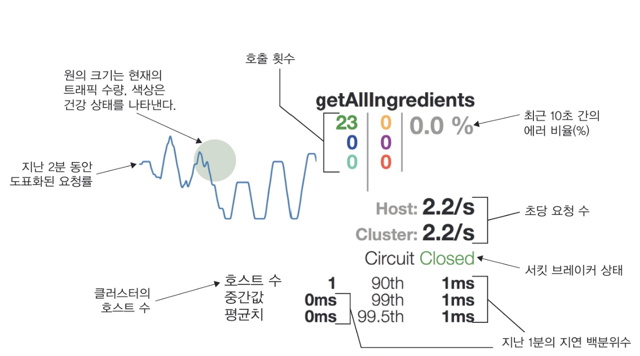 호출 횟수
원의 크기는 현재의
트래픽 수량, 색상은
건강 상태를 나타낸다.
getAllIngredients
23 0 0.0 %
0 0
0 0
최근 10초 간의
에러 비율(%)
지난 2분 동안
도표화된 요청률
Host: 2.2/s
Cluster: 2.2/s
초당 요청 수
Circuit Closed
서킷 브레이커 상태
클러스터의
호스트 수
호스트 수 1 90th 1ms
중간값 0ms 99th 1ms
평균치 0ms 99.5th 1ms
지난 1분의 지연 백분위수